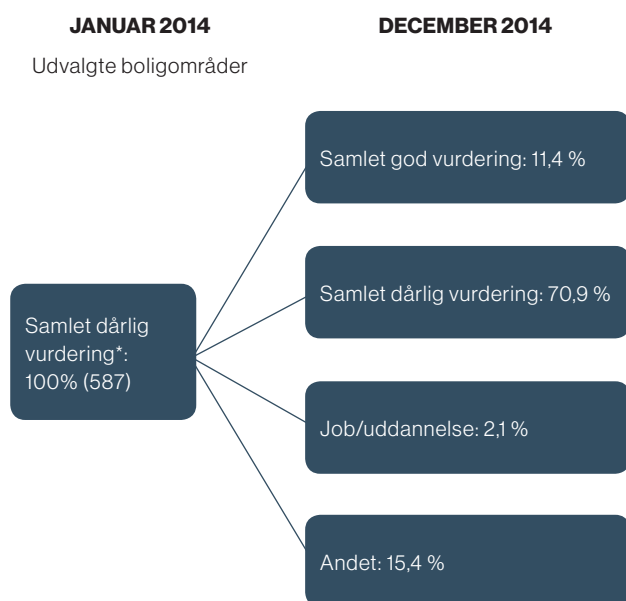 JANUAR 2014
Udvalgte boligområder
DECEMBER 2014
Samlet dårlig
vurdering*:
100% (587)
Samlet god vurdering: 11,4 %
Samlet dårlig vurdering: 70,9 %
Job/uddannelse: 2,1 %
Andet: 15,4 %